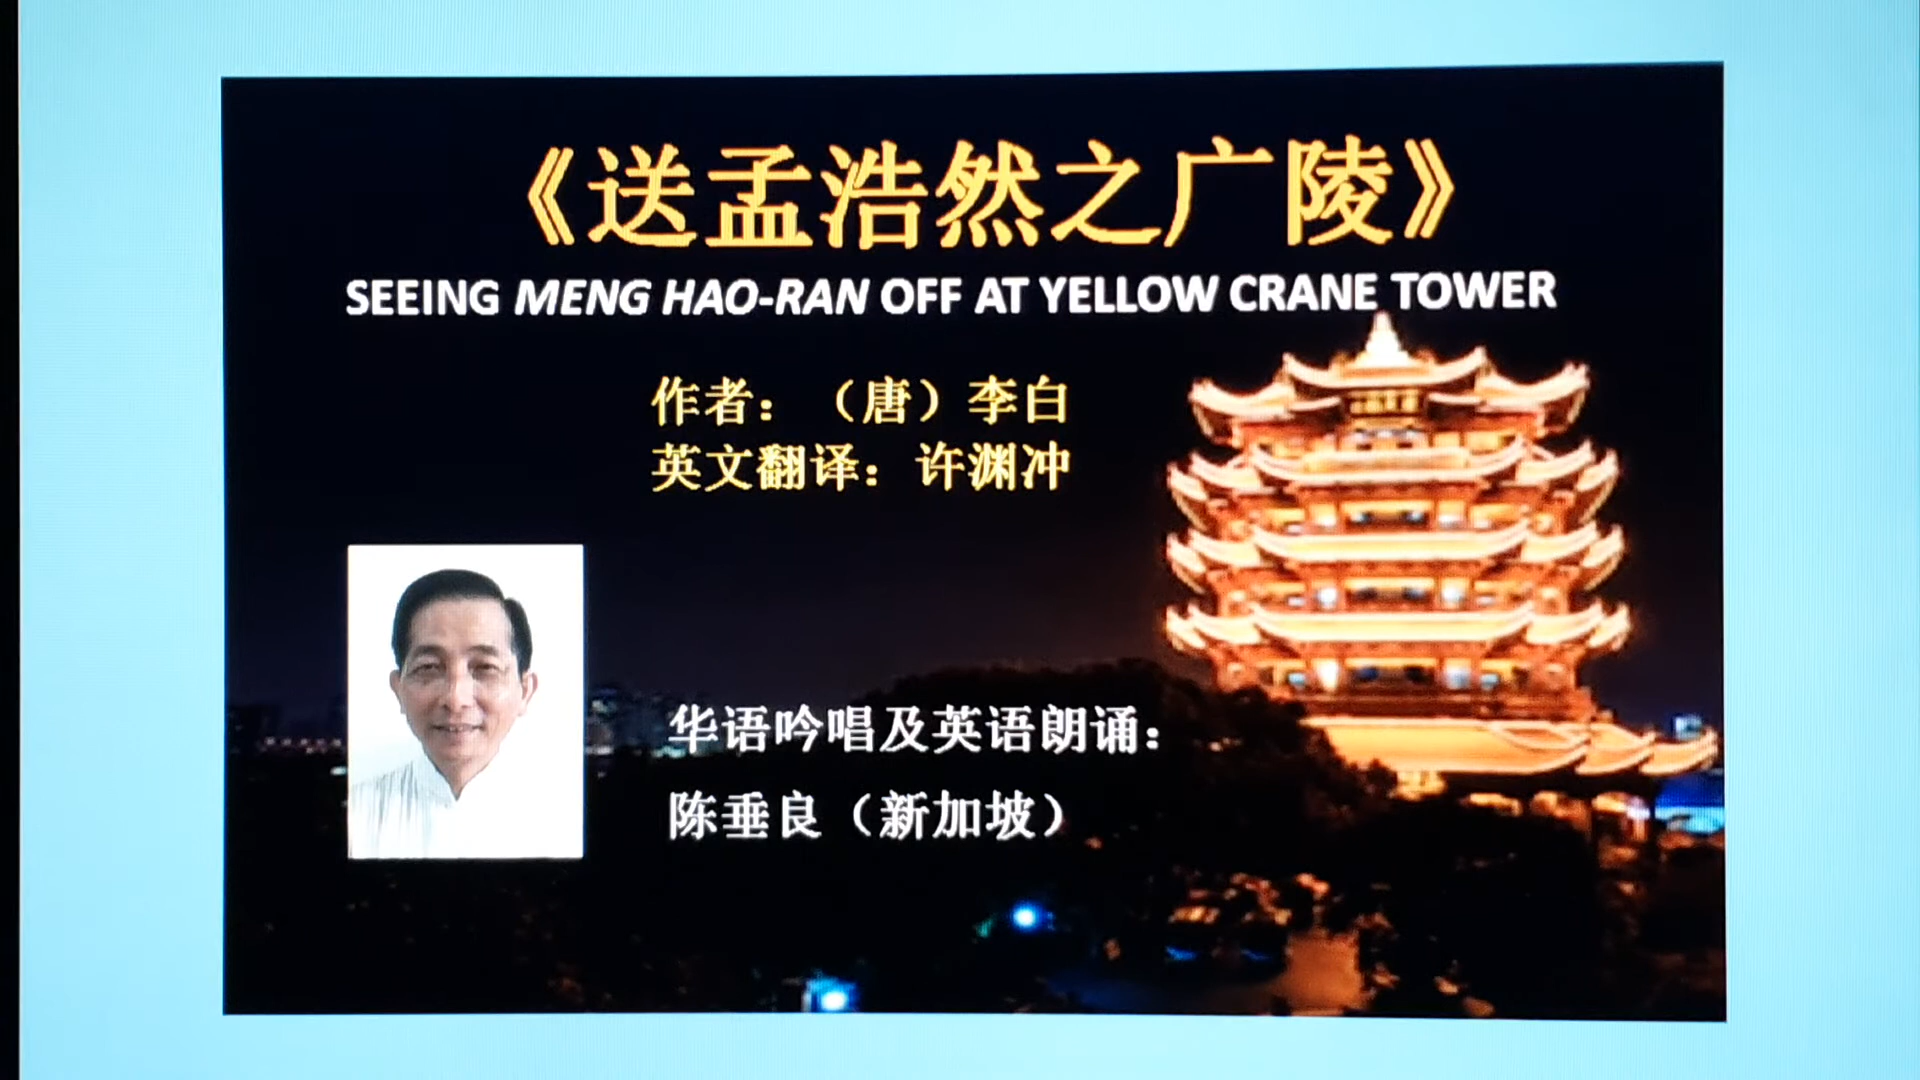 《送孟浩然之广陵》
SEEING MENG HAO-RAN OFF AT YELLOW CRANE TOWER
作者：（唐）李白
英文翻译：许渊冲
华语吟唱及英语朗诵：
陈垂良（新加坡）